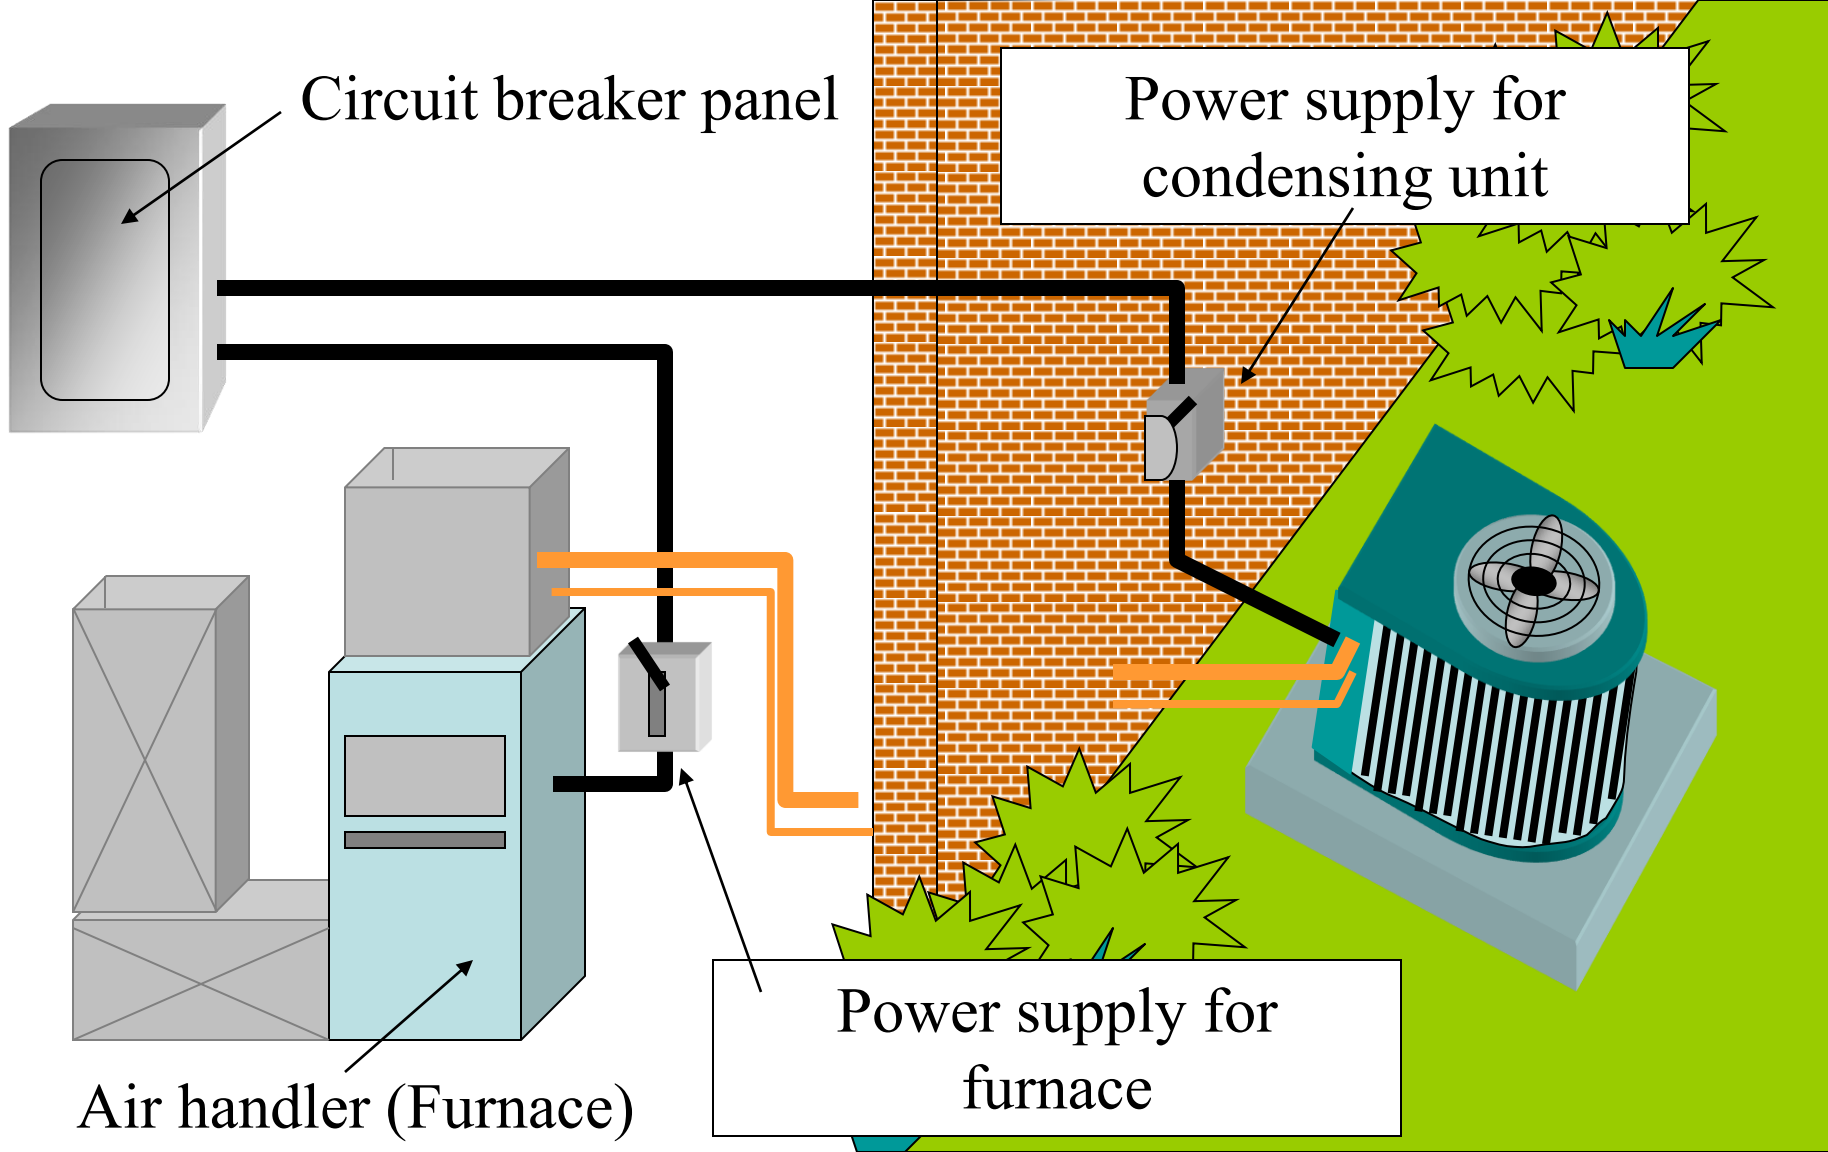 Circuit breaker panel
Power supply for
condensing unit
Power supply for
furnace
Air handler (Furnace)